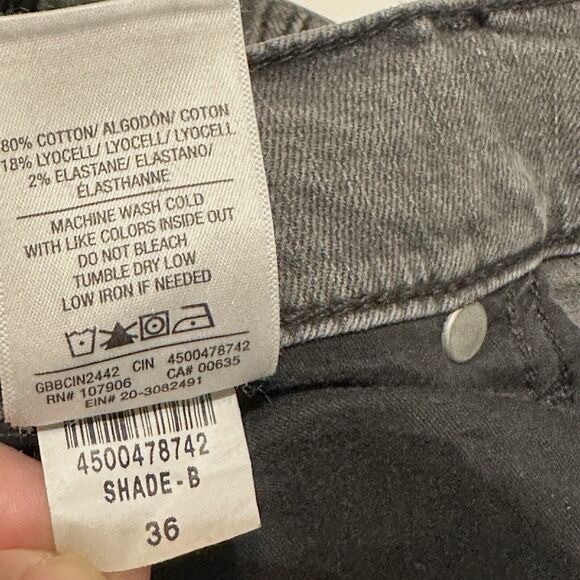 80% COTTON/ ALGODÓN/ COTON
18% LYOCELL/ LYOCELL/ LYOCELL
2% ELASTANE/ ELASTANO/
ÉLASTHANNE
MACHINE WASH COLD
WITH LIKE COLORS INSIDE OUT
DO NOT BLEACH
TUMBLE DRY LOW
LOW IRON IF NEEDED
GBBCIN2442 CIN 4500478742
RN# 107906 CA# 00635
EIN# 20-3082491
4500478742
SHADE-B
36